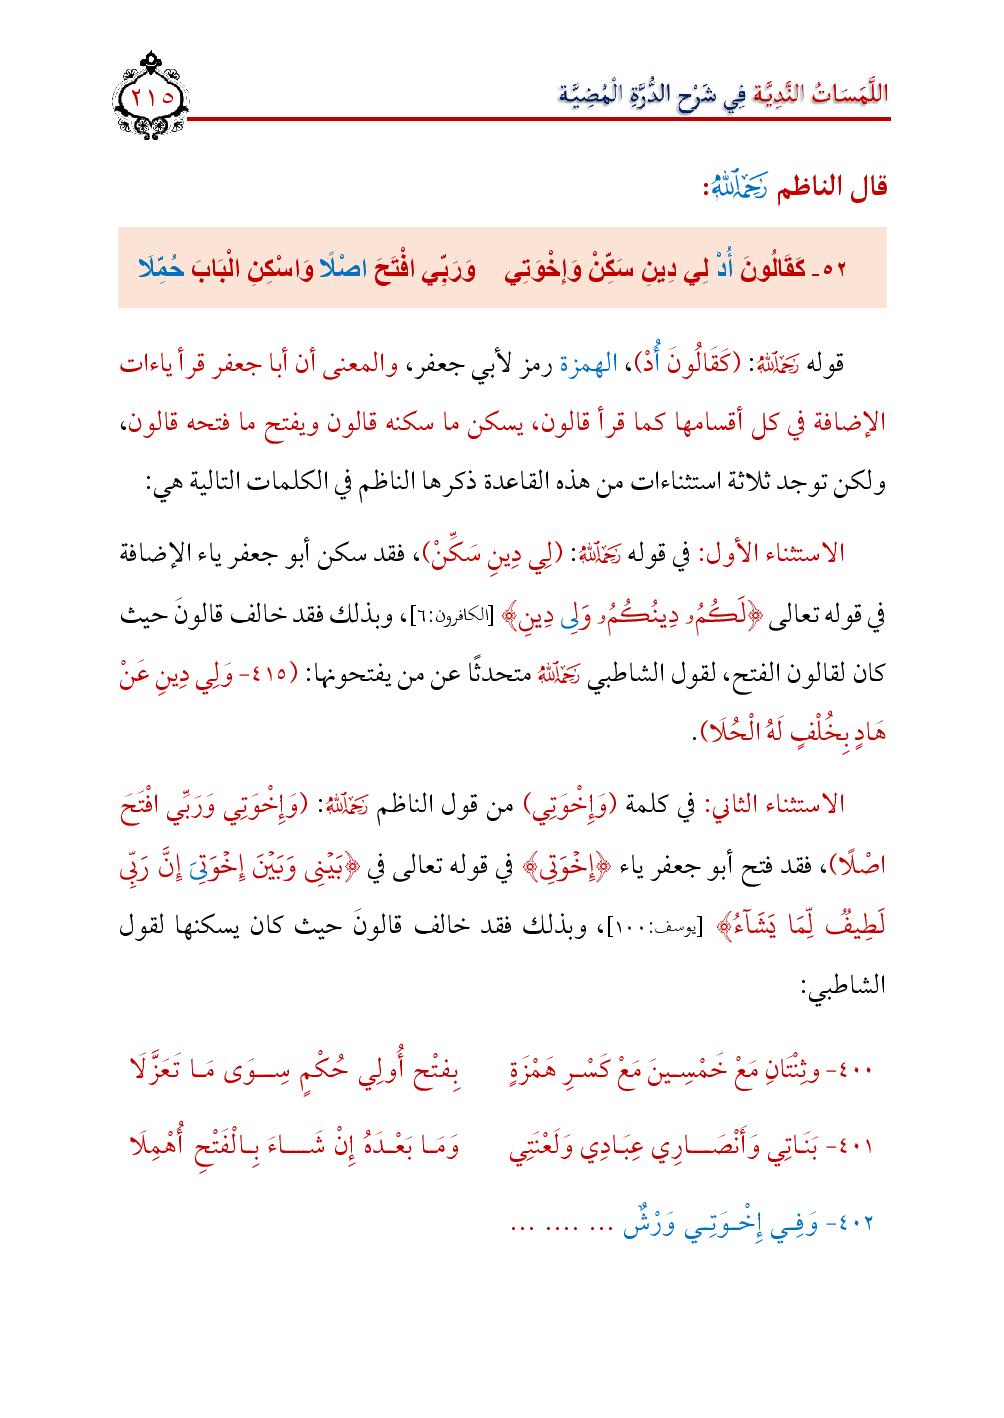 اللَّمَسَاتُ النَّدِيَّة فِي شَرْح الدُّرَّةِ الْمُضِيَّة
٢١٥
قال الناظم رَحِمَهُ اللَّهُ:
٥٢ـ كَقَالُونَ أُدْ لِي دِينِ سَكِّنْ وَإِخْوَتِي وَرَبِّي افْتَحَ اصْلًا وَاسْكِنِ الْبَابَ حُمِّلَا
قوله رَحِمَهُ اللَّهُ: (كَقَالُونَ أُدْ)، الهمزة رمز لأبي جعفر، والمعنى أن أبا جعفر قرأ ياءات
الإضافة في كل أقسامها كما قرأ قالون، يسكن ما سكنه قالون ويفتح ما فتحه قالون،
ولكن توجد ثلاثة استثناءات من هذه القاعدة ذكرها الناظم في الكلمات التالية هي:
الاستثناء الأول: في قوله رَحِمَهُ اللَّهُ: (لِي دِينِ سَكِّنْ)، فقد سكن أبو جعفر ياء الإضافة
في قوله تعالى ﴿لَكُمُۥ دِينُكُمُۥ وَلِى دِينِ﴾ [الكافرون:٦]، وبذلك فقد خالف قالونَ حيث
كان لقالون الفتح، لقول الشاطبي رَحِمَهُ اللَّهُ متحدثًا عن من يفتحونها: (٤١٥- وَلِي دِينِ عَنْ
هَادٍ بِخُلْفٍ لَهُ الْحُلَا).
الاستثناء الثاني: في كلمة (وَإِخْوَتِي) من قول الناظم رَحِمَهُ اللَّهُ: (وَإِخْوَتِي وَرَبِّي افْتَحَ
اصْلًا)، فقد فتح أبو جعفر ياء ﴿إِخْوَتِى﴾ في قوله تعالى في ﴿بَيْنِى وَبَيْنَ إِخْوَتِىَ إِنَّ رَبِّى
لَطِيفٌ لِّمَا يَشَآءُ﴾ [يوسف:١٠٠]، وبذلك فقد خالف قالونَ حيث كان يسكنها لقول
الشاطبي:
٤٠٠- وثِنْتَانِ مَعْ خَمْسِينَ مَعْ كَسْرِ هَمْزَةٍ بِفَتْح أُولِي حُكْمٍ سِوَى مَا تَعَزَّلَا
٤٠١- بَنَاتِي وَأَنْصَارِي عِبَادِي وَلَعْنَتِي وَمَا بَعْدَهُ إِنْ شَاءَ بِالْفَتْحِ أُهْمِلَا
٤٠٢- وَفِي إِخْوَتِي وَرْشٌ ... .... ...